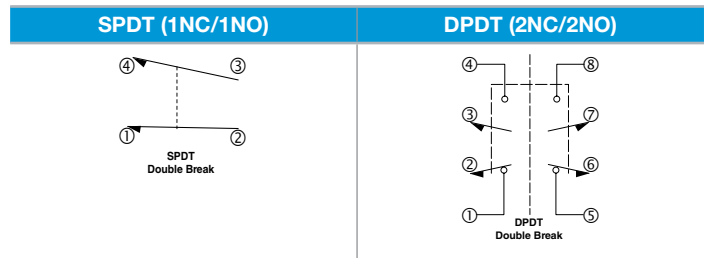 SPDT (1NC/1NO) DPDT (2NC/2NO)
④ ③
① ②
SPDT
Double Break
④ ⑧
③ ⑦
② ⑥
① ⑤
DPDT
Double Break